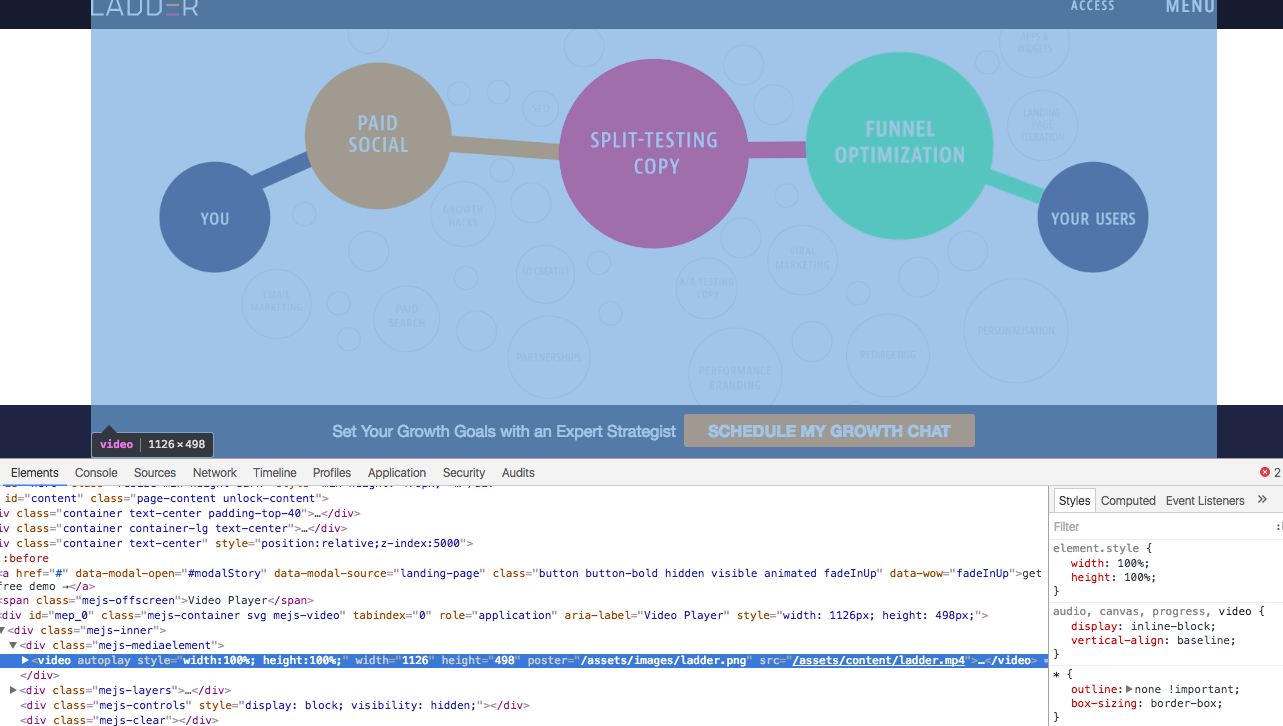 LADDER
ACCESS
MENU
APPS &
WIDGETS
SEO
LANDING
PAGE
ITERATION
PAID
SOCIAL
SPLIT-TESTING
COPY
FUNNEL
OPTIMIZATION
YOU
YOUR USERS
GROWTH
HACKS
AD CREATIVE
VIRAL
MARKETING
A/B TESTING
COPY
EMAIL
MARKETING
PAID
SEARCH
PERSONALISATION
PARTNERSHIPS
RETARGETING
PERFORMANCE
BRANDING
Set Your Growth Goals with an Expert Strategist
SCHEDULE MY GROWTH CHAT
video 1126 × 498
Elements Console Sources Network Timeline Profiles Application Security Audits 2
id="content" class="page-content unlock-content">
iv class="container text-center padding-top-40">…</div>
iv class="container container-lg text-center">…</div>
iv class="container text-center" style="position:relative;z-index:5000">
:before
<a href="#" data-modal-open="#modalStory" data-modal-source="landing-page" class="button button-bold hidden visible animated fadeInUp" data-wow="fadeInUp">get
free demo →</a>
<span class="mejs-offscreen">Video Player</span>
<div id="mep_0" class="mejs-container svg mejs-video" tabindex="0" role="application" aria-label="Video Player" style="width: 1126px; height: 498px;">
<div class="mejs-inner">
<div class="mejs-mediaelement">
<video autoplay style="width:100%; height:100%;" width="1126" height="498" poster="/assets/images/ladder.png" src="/assets/content/ladder.mp4">…</video> =
</div>
<div class="mejs-layers">…</div>
<div class="mejs-controls" style="display: block; visibility: hidden;"></div>
<div class="mejs-clear"></div>
Styles Computed Event Listeners »
Filter
element.style {
width: 100%;
height: 100%;
}
audio, canvas, progress, video {
display: inline-block;
vertical-align: baseline;
}
* {
outline: none !important;
box-sizing: border-box;
}